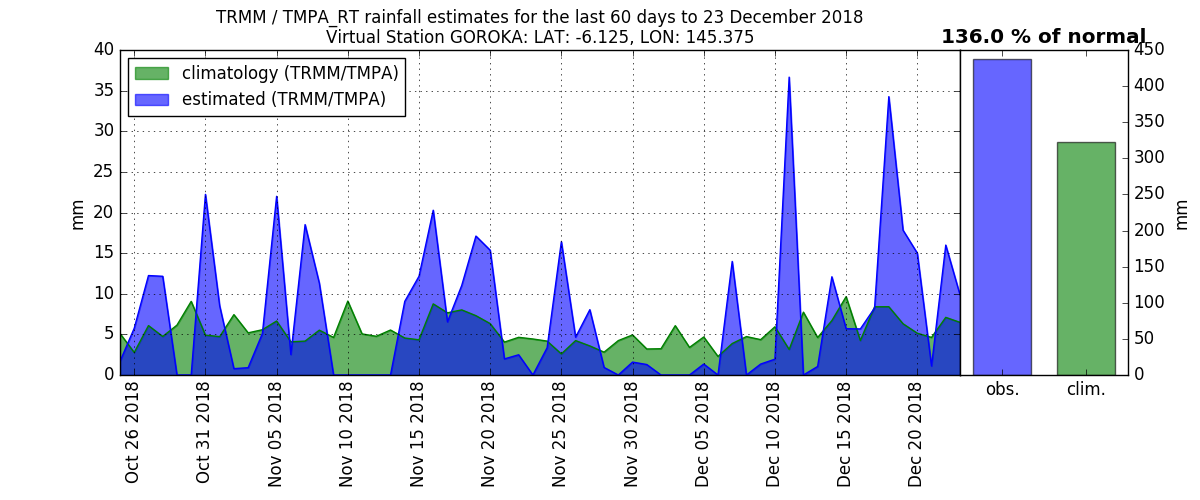 TRMM / TMPA_RT rainfall estimates for the last 60 days to 23 December 2018
Virtual Station GOROKA: LAT: -6.125, LON: 145.375
136.0 % of normal
climatology (TRMM/TMPA)
estimated (TRMM/TMPA)
mm
40
35
30
25
20
15
10
5
0
Oct 26 2018
Oct 31 2018
Nov 05 2018
Nov 10 2018
Nov 15 2018
Nov 20 2018
Nov 25 2018
Nov 30 2018
Dec 05 2018
Dec 10 2018
Dec 15 2018
Dec 20 2018
obs.
clim.
450
400
350
300
250
200
150
100
50
0
mm